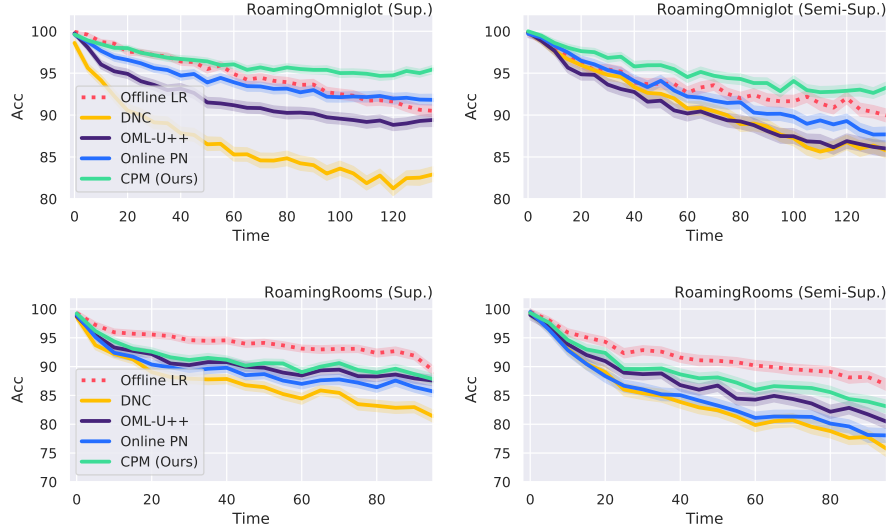 RoamingOmniglot (Sup.)
100
95
90
85
80
Acc
Offline LR
DNC
OML-U++
Online PN
CPM (Ours)
0 20 40 60 80 100 120
Time
RoamingOmniglot (Semi-Sup.)
100
95
90
85
80
Acc
0 20 40 60 80 100 120
Time
RoamingRooms (Sup.)
100
95
90
85
80
75
70
Acc
Offline LR
DNC
OML-U++
Online PN
CPM (Ours)
0 20 40 60 80
Time
RoamingRooms (Semi-Sup.)
100
95
90
85
80
75
70
Acc
0 20 40 60 80
Time